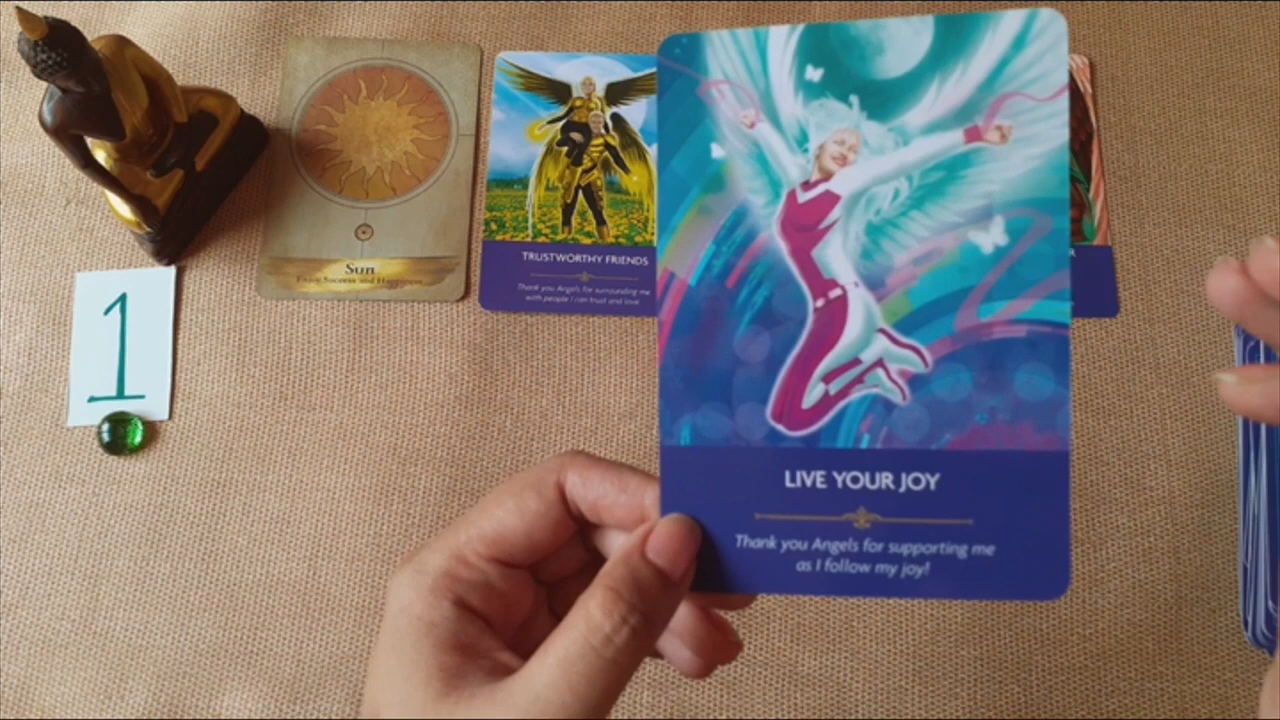 1
Sun
Enjoy Success and Happiness
TRUSTWORTHY FRIENDS
Thank you Angels for surrounding me
with people I can trust and love
R
LIVE YOUR JOY
Thank you Angels for supporting me
as I follow my joy!